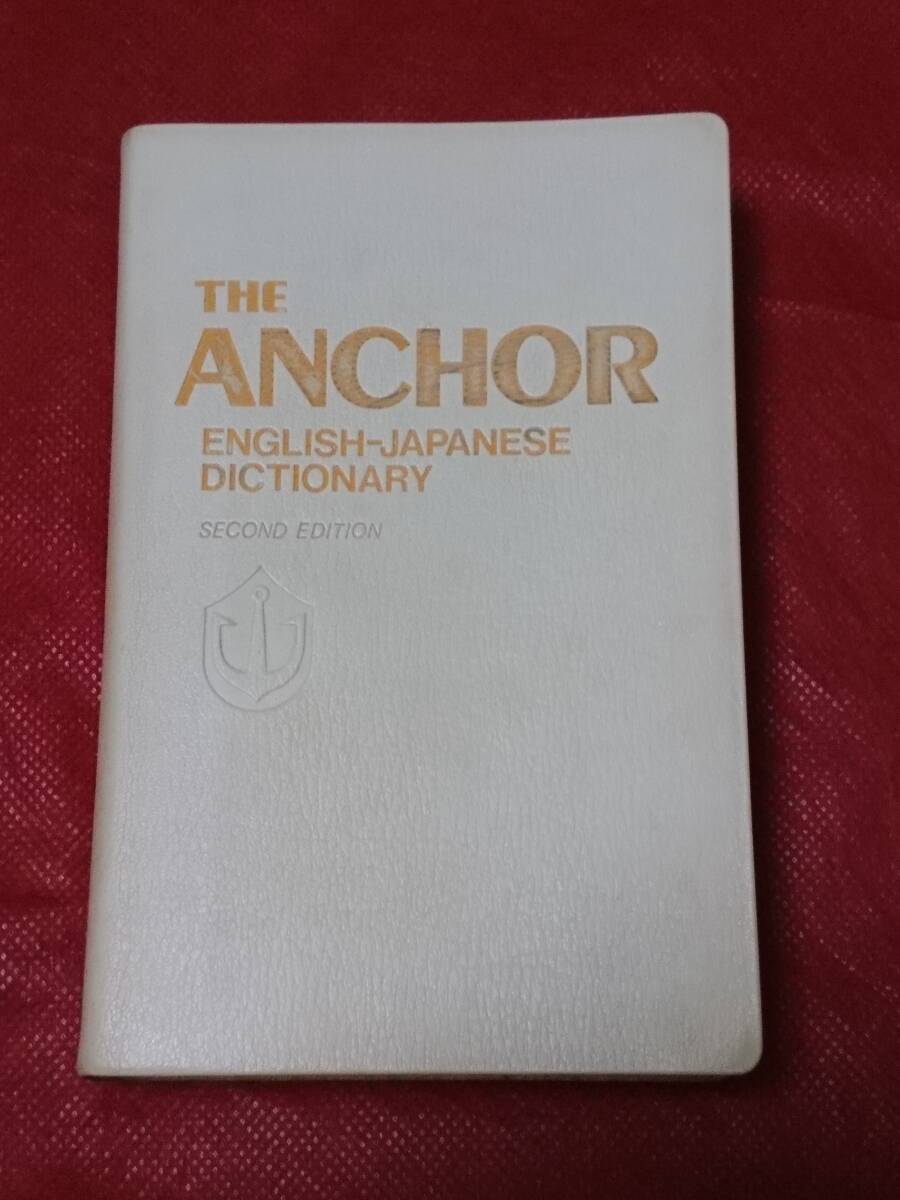 THE
ANCHOR
ENGLISH-JAPANESE
DICTIONARY
SECOND EDITION